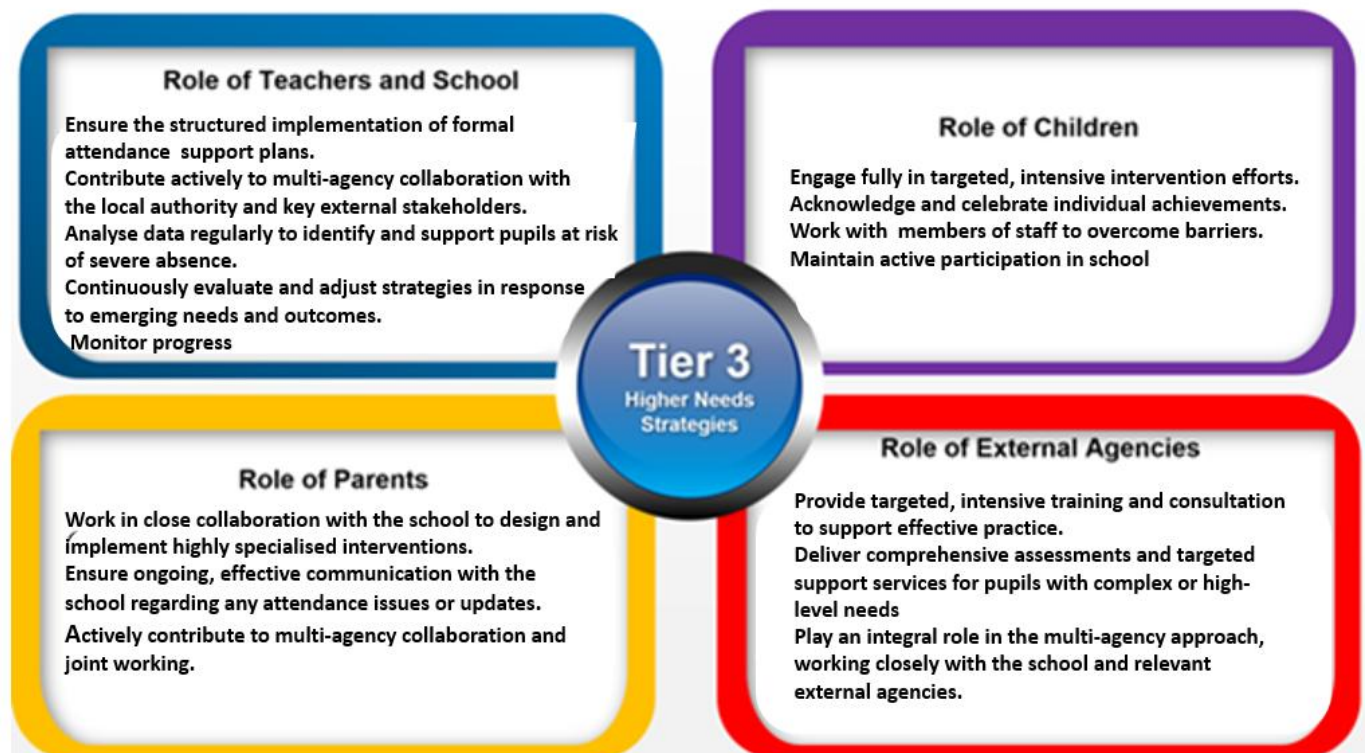 Role of Teachers and School
Ensure the structured implementation of formal
attendance support plans.
Contribute actively to multi-agency collaboration with
the local authority and key external stakeholders.
Analyse data regularly to identify and support pupils at risk
of severe absence.
Continuously evaluate and adjust strategies in response
to emerging needs and outcomes.
Monitor progress
Role of Children
Engage fully in targeted, intensive intervention efforts.
Acknowledge and celebrate individual achievements.
Work with members of staff to overcome barriers.
Maintain active participation in school
Tier 3
Higher Needs
Strategies
Role of Parents
Work in close collaboration with the school to design and
implement highly specialised interventions.
Ensure ongoing, effective communication with the
school regarding any attendance issues or updates.
Actively contribute to multi-agency collaboration and
joint working.
Role of External Agencies
Provide targeted, intensive training and consultation
to support effective practice.
Deliver comprehensive assessments and targeted
support services for pupils with complex or high-
level needs
Play an integral role in the multi-agency approach,
working closely with the school and relevant
external agencies.